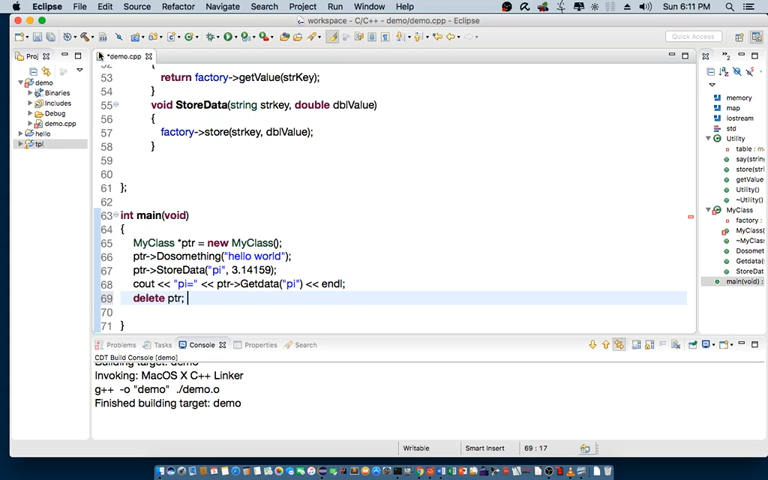 Eclipse File Edit Source Refactor Navigate Search Project Run Window Help
Sun 6:11 PM
workspace - C/C++ - demo/demo.cpp - Eclipse
Quick Access
Proj
*demo.cpp
demo
Binaries
Includes
Debug
demo.cpp
hello
tpl
53 return factory->getValue(strKey);
54 }
55 void StoreData(string strkey, double dblValue)
56 {
57 factory->store(strkey, dblValue);
58 }
59
60
61 };
62
63 int main(void)
64 {
65 MyClass *ptr = new MyClass();
66 ptr->Dosomething("hello world");
67 ptr->StoreData("pi", 3.14159);
68 cout << "pi=" << ptr->Getdata("pi") << endl;
69 delete ptr;
70
71 }
memory
map
iostream
std
Utility
table : m
say(stri
store(stri
getValue
Utility()
~Utility()
MyClass
factory :
MyClass(
~MyClass
Dosomet
Getdata(
StoreDat
main(void) :
Problems Tasks Console Properties Search
CDT Build Console [demo]
Building target: demo
Invoking: MacOS X C++ Linker
g++ -o "demo" ./demo.o
Finished building target: demo
Writable Smart Insert 69 : 17